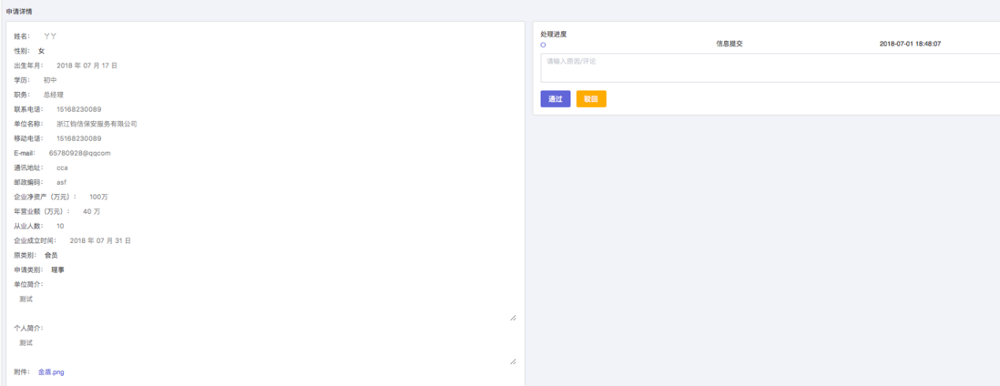 申请详情
姓名： 丫丫
性别： 女
出生年月： 2018 年 07 月 17 日
学历： 初中
职务： 总经理
联系电话： 15168230089
单位名称： 浙江钧信保安服务有限公司
移动电话： 15168230089
E-mail： 65780928@qqcom
通讯地址： cca
邮政编码： asf
企业净资产（万元）： 100万
年营业额（万元）： 40 万
从业人数： 10
企业成立时间： 2018 年 07 月 31 日
原类别： 会员
申请类别： 理事
单位简介：
测试
个人简介：
测试
附件： 金盾.png
处理进度
信息提交 2018-07-01 18:48:07
请输入原因/评论
通过 驳回